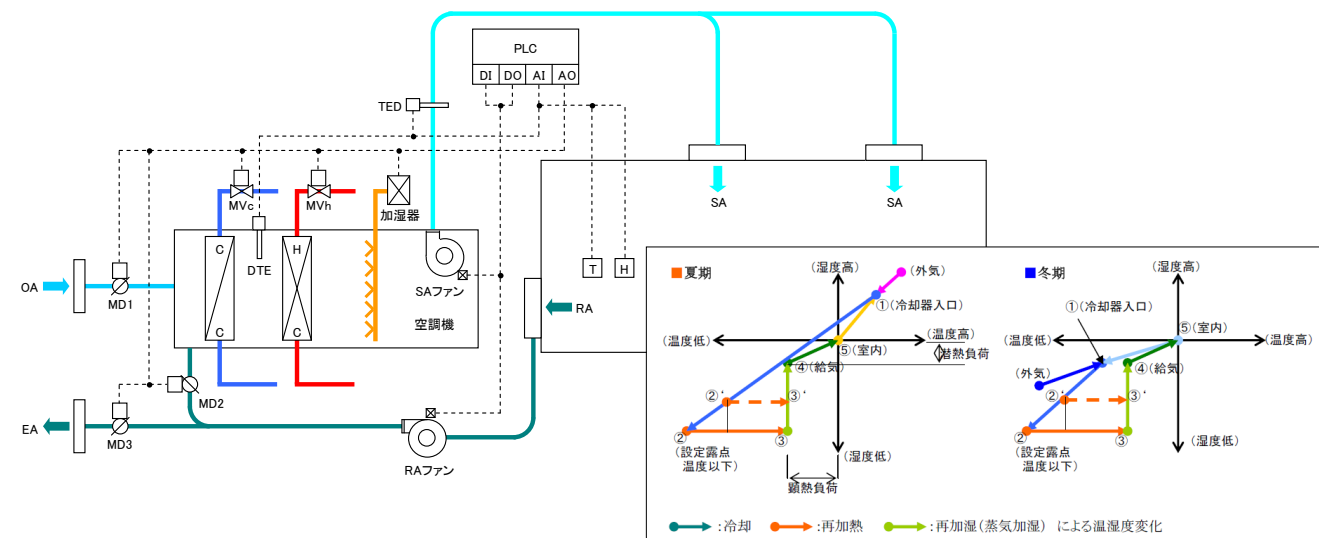 PLC
DI DO AI AO
TED
MVc
MVh
加湿器
C
H
DTE
C
C
SAファン
空調機
OA
MD1
MD2
EA
MD3
RAファン
RA
T
H
SA
SA
■夏期
(湿度高)
(外気)
①(冷却器入口)
(温度低)
(温度高)
⑤(室内)
潜熱負荷
④(給気)
②'
③'
②
③
(設定露点
温度以下)
(湿度低)
顕熱負荷
■冬期
(湿度高)
①(冷却器入口)
⑤(室内)
(温度低)
(温度高)
(外気)
④(給気)
②'
③'
②
③
(設定露点
温度以下)
(湿度低)
:冷却 :再加熱 :再加湿(蒸気加湿) による温湿度変化